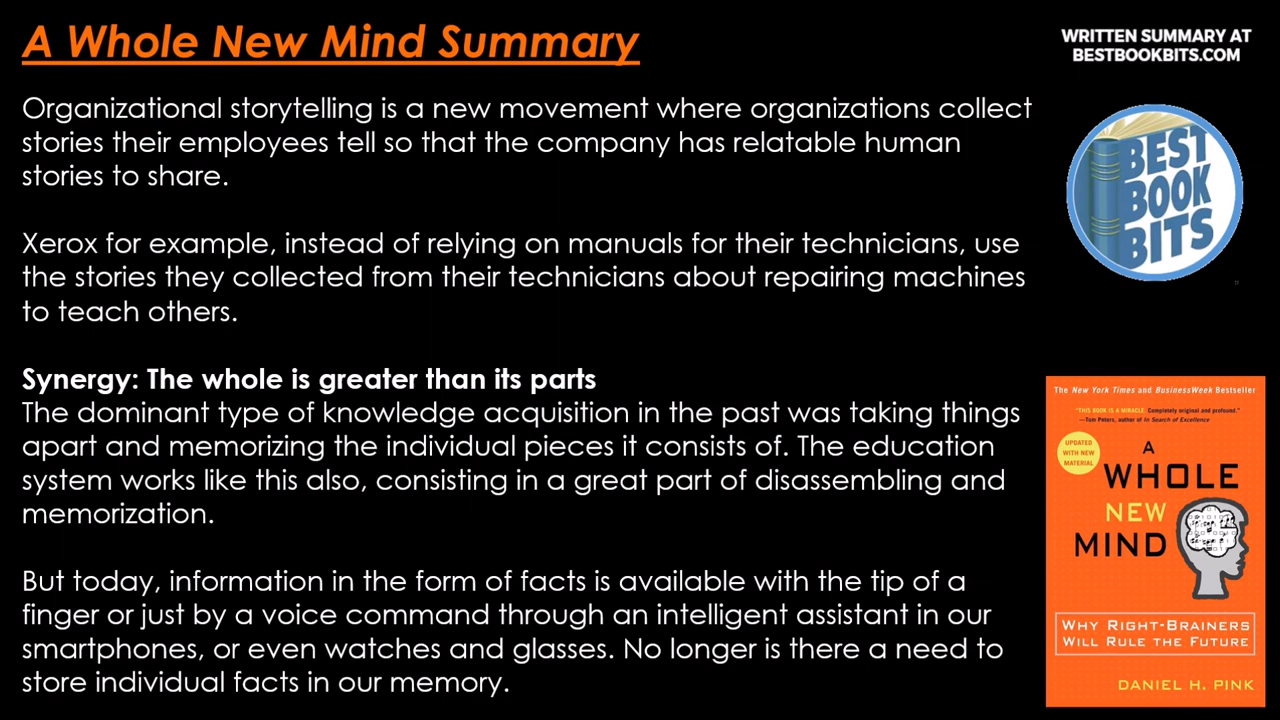 A Whole New Mind Summary
WRITTEN SUMMARY AT
BESTBOOKBITS.COM
Organizational storytelling is a new movement where organizations collect
stories their employees tell so that the company has relatable human
stories to share.
Xerox for example, instead of relying on manuals for their technicians, use
the stories they collected from their technicians about repairing machines
to teach others.
Synergy: The whole is greater than its parts
The dominant type of knowledge acquisition in the past was taking things
apart and memorizing the individual pieces it consists of. The education
system works like this also, consisting in a great part of disassembling and
memorization.
But today, information in the form of facts is available with the tip of a
finger or just by a voice command through an intelligent assistant in our
smartphones, or even watches and glasses. No longer is there a need to
store individual facts in our memory.
BEST
BOOK
BITS
The New York Times and BusinessWeek Bestseller
"THIS BOOK IS A MIRACLE. Completely original and profound."
—Tom Peters, author of In Search of Excellence
UPDATED
WITH NEW
MATERIAL
A
WHOLE
NEW
MIND
WHY RIGHT-BRAINERS
WILL RULE THE FUTURE
DANIEL H. PINK